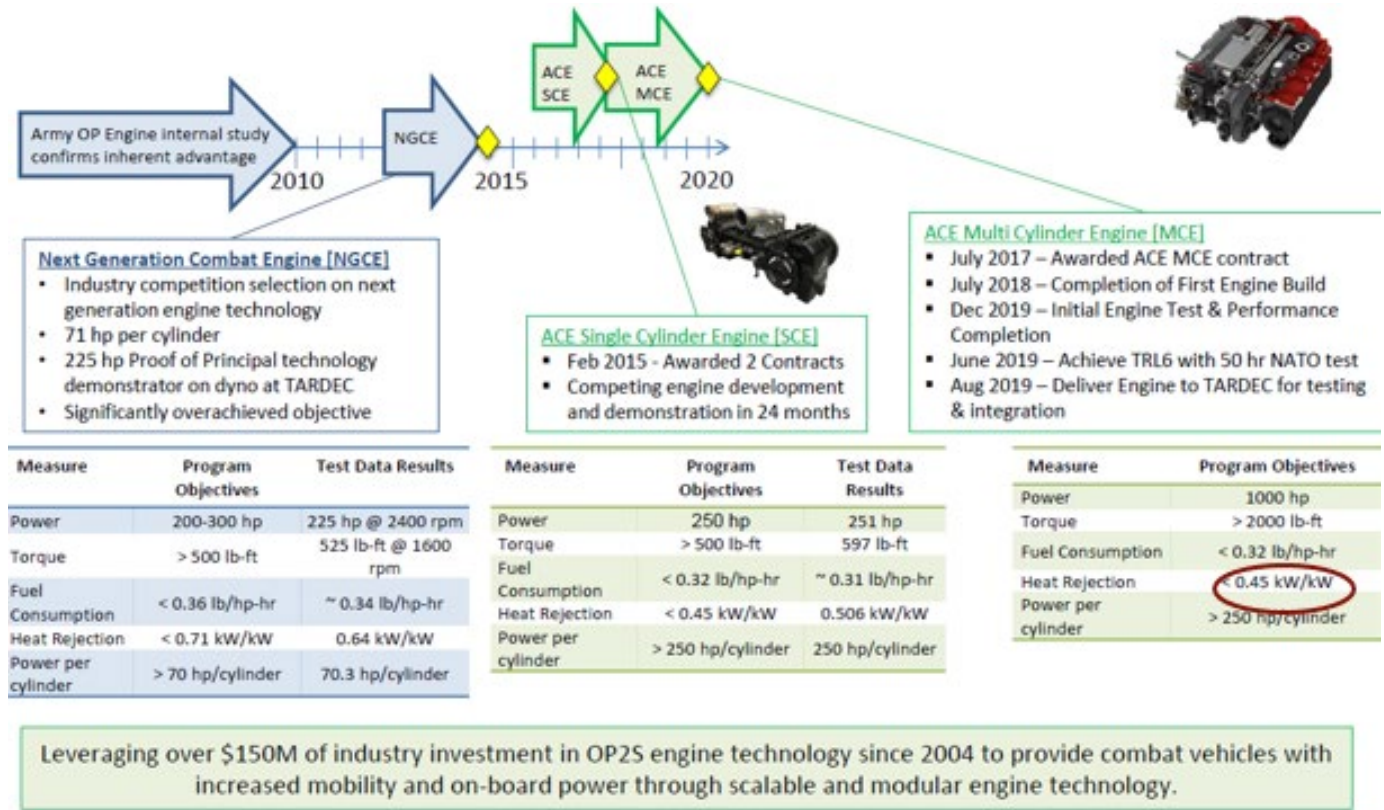 ACE
SCE
ACE
MCE
Army OP Engine internal study
confirms inherent advantage
NGCE
2010
2015
2020
Next Generation Combat Engine [NGCE]
• Industry competition selection on next
generation engine technology
• 71 hp per cylinder
• 225 hp Proof of Principal technology
demonstrator on dyno at TARDEC
• Significantly overachieved objective
ACE Single Cylinder Engine [SCE]
▪ Feb 2015 - Awarded 2 Contracts
▪ Competing engine development
and demonstration in 24 months
ACE Multi Cylinder Engine [MCE]
▪ July 2017 – Awarded ACE MCE contract
▪ July 2018 – Completion of First Engine Build
▪ Dec 2019 – Initial Engine Test & Performance
Completion
▪ June 2019 – Achieve TRL6 with 50 hr NATO test
▪ Aug 2019 – Deliver Engine to TARDEC for testing
& integration
Measure Program Test Data Results
Objectives
Power 200-300 hp 225 hp @ 2400 rpm
Torque > 500 lb-ft 525 lb-ft @ 1600
rpm
Fuel
Consumption < 0.36 lb/hp-hr ~ 0.34 lb/hp-hr
Heat Rejection < 0.71 kW/kW 0.64 kW/kW
Power per
cylinder > 70 hp/cylinder 70.3 hp/cylinder
Measure Program Test Data
Objectives Results
Power 250 hp 251 hp
Torque > 500 lb-ft 597 lb-ft
Fuel
Consumption < 0.32 lb/hp-hr ~ 0.31 lb/hp-hr
Heat Rejection < 0.45 kW/kW 0.506 kW/kW
Power per
cylinder > 250 hp/cylinder 250 hp/cylinder
Measure Program Objectives
Power 1000 hp
Torque > 2000 lb-ft
Fuel Consumption < 0.32 lb/hp-hr
Heat Rejection < 0.45 kW/kW
Power per
cylinder > 250 hp/cylinder
Leveraging over $150M of industry investment in OP2S engine technology since 2004 to provide combat vehicles with
increased mobility and on-board power through scalable and modular engine technology.